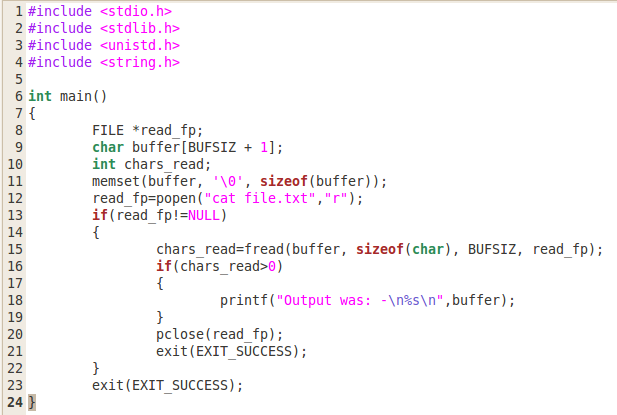 1 #include <stdio.h>
2 #include <stdlib.h>
3 #include <unistd.h>
4 #include <string.h>
5
6 int main()
7 {
8         FILE *read_fp;
9         char buffer[BUFSIZ + 1];
10         int chars_read;
11         memset(buffer, '\0', sizeof(buffer));
12         read_fp=popen("cat file.txt","r");
13         if(read_fp!=NULL)
14         {
15                 chars_read=fread(buffer, sizeof(char), BUFSIZ, read_fp);
16                 if(chars_read>0)
17                 {
18                         printf("Output was: -\n%s\n",buffer);
19                 }
20                 pclose(read_fp);
21                 exit(EXIT_SUCCESS);
22         }
23         exit(EXIT_SUCCESS);
24 }